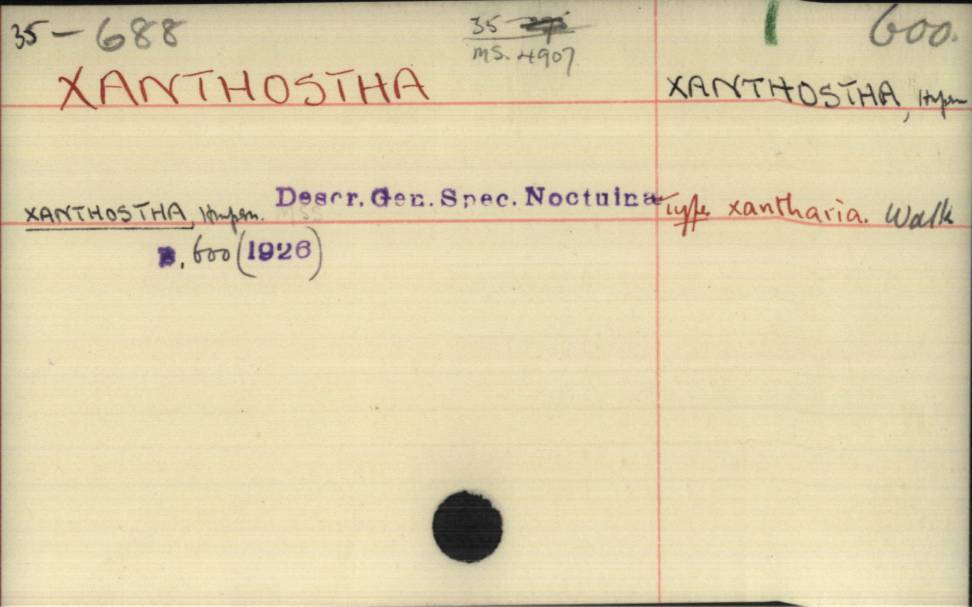 35 - 688
35
MS. 4907
600.
XANTHOSTHA
XANTHOSTHA, Hmpsn
XANTHOSTHA, Hmpsn. Descr. Gen. Spec. Noctuinae
p. 600 (1926)
Type xantharia. Walk